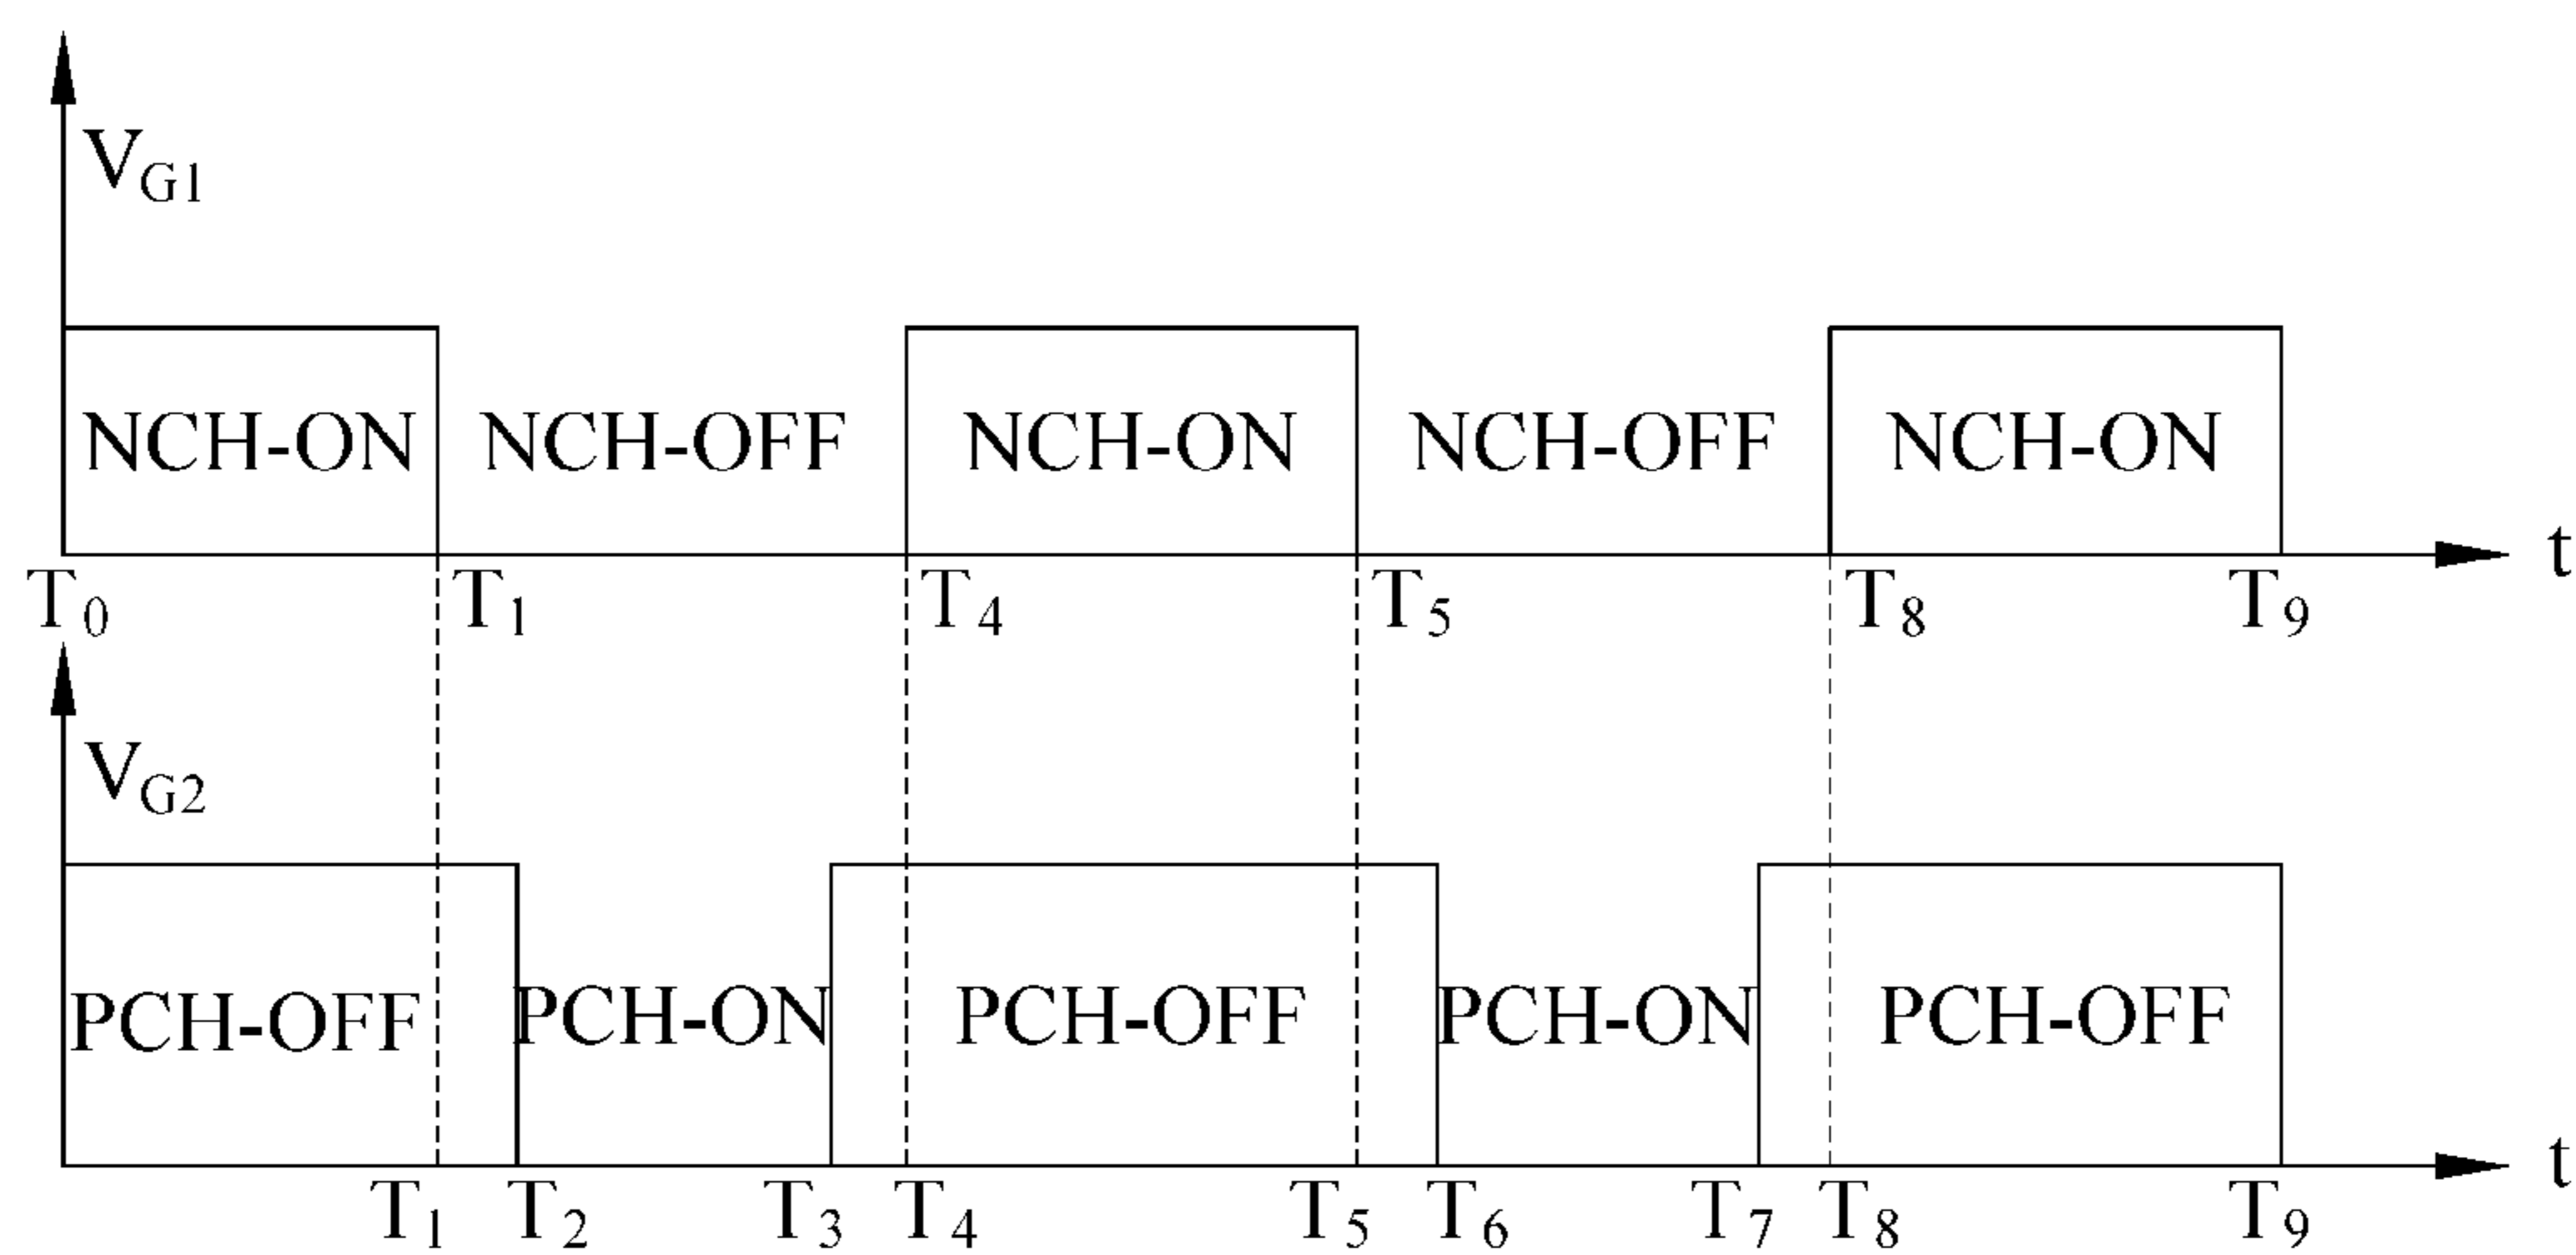 V_G1
NCH-ON NCH-OFF NCH-ON NCH-OFF NCH-ON
t
T_0 T_1 T_4 T_5 T_8 T_9
V_G2
PCH-OFF PCH-ON PCH-OFF PCH-ON PCH-OFF
t
T_1 T_2 T_3 T_4 T_5 T_6 T_7 T_8 T_9